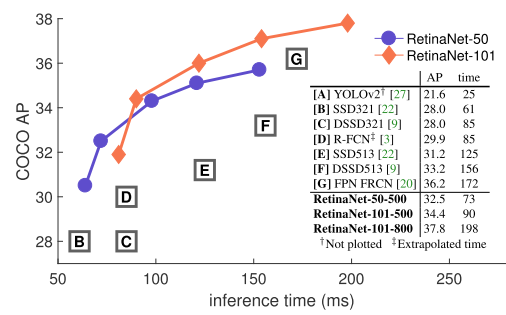 38
36
34
32
30
28
COCO AP
50
100
150
200
250
inference time (ms)
B
C
D
E
F
G
RetinaNet-50
RetinaNet-101
AP time
[A] YOLOv2† [27] 21.6 25
[B] SSD321 [22] 28.0 61
[C] DSSD321 [9] 28.0 85
[D] R-FCN‡ [3] 29.9 85
[E] SSD513 [22] 31.2 125
[F] DSSD513 [9] 33.2 156
[G] FPN FRCN [20] 36.2 172
RetinaNet-50-500 32.5 73
RetinaNet-101-500 34.4 90
RetinaNet-101-800 37.8 198
†Not plotted ‡Extrapolated time